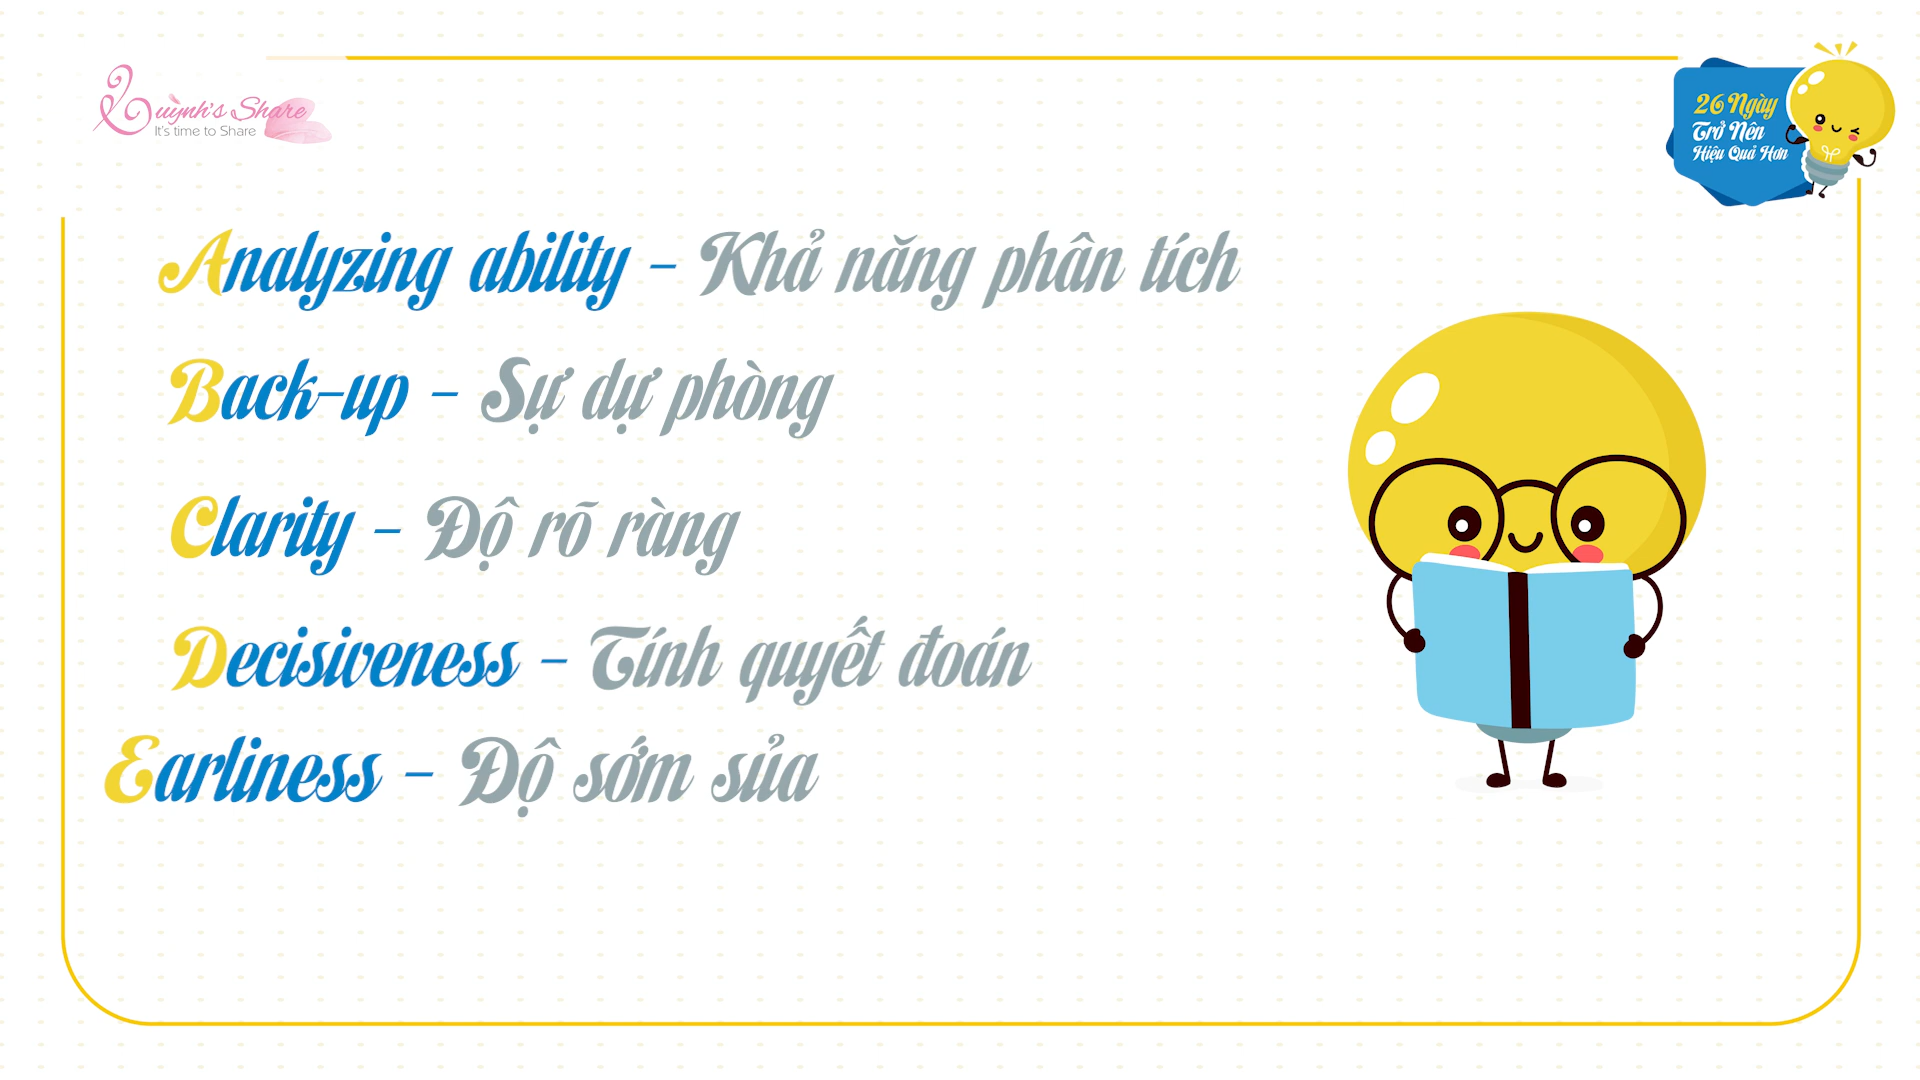 Quỳnh's Share
It's time to Share
26 Ngày
Trở Nên
Hiệu Quả Hơn
Analyzing ability - Khả năng phân tích
Back-up - Sự dự phòng
Clarity - Độ rõ ràng
Decisiveness - Tính quyết đoán
Earliness - Độ sớm sủa